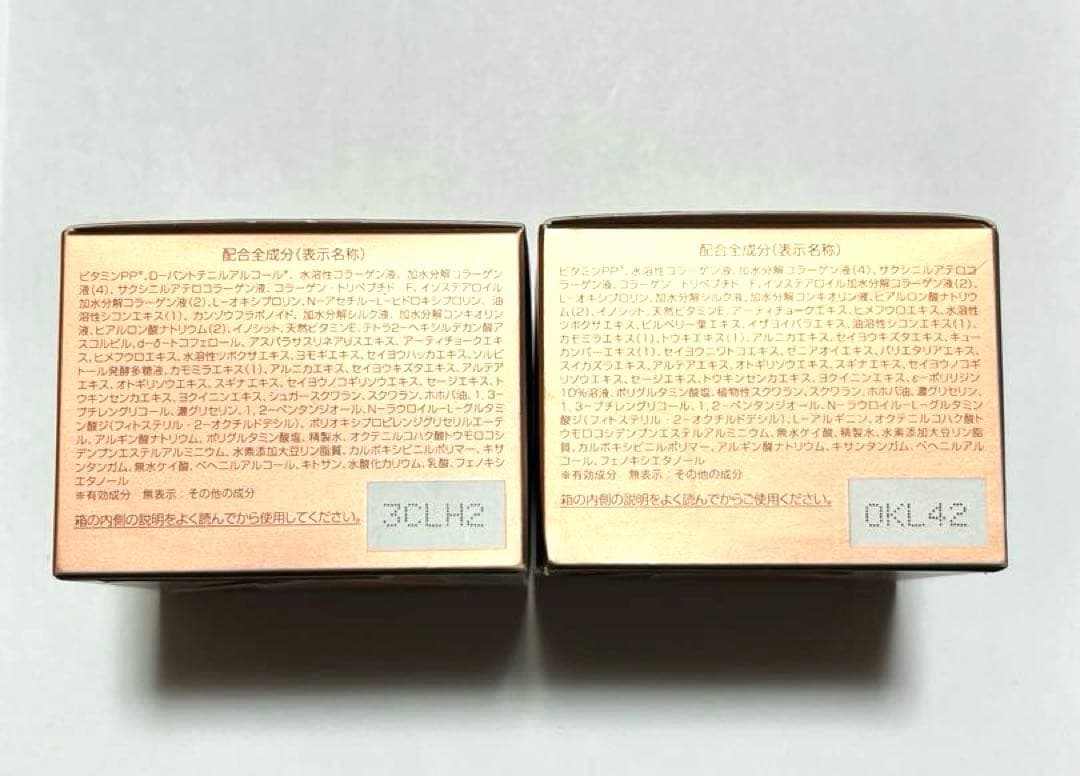 配合全成分(表示名称)
ビタミンPP*、D-パントテニルアルコール*、水溶性コラーゲン液、加水分解コラーゲン
液(4)、サクシニルアテロコラーゲン液、コラーゲン・トリペプチド F、イソステアロイル
加水分解コラーゲン液(2)、L-オキシプロリン、N-アセチル-L-ヒドロキシプロリン、油
溶性シコンエキス(1)、カンゾウフラボノイド、加水分解シルク液、加水分解コンキオリン
液、ヒアルロン酸ナトリウム(2)、イノシット、天然ビタミンE、テトラ2-ヘキシルデカン酸
アスコルビル、d-δ-トコフェロール、アスパラサスリネアリスエキス、アーティチョークエキ
ス、ヒメフウロエキス、水溶性ツボクサエキス、ヨモギエキス、セイヨウハッカエキス、ソルビ
トール発酵多糖液、カモミラエキス(1)、アルニカエキス、セイヨウキズタエキス、アルテア
エキス、オトギリソウエキス、スギナエキス、セイヨウノコギリソウエキス、セージエキス、ト
ウキンセンカエキス、ヨクイニンエキス、シュガースクワラン、スクワラン、ホホバ油、1,3-
ブチレングリコール、濃グリセリン、1,2-ペンタンジオール、N-ラウロイル-L-グルタミ
ン酸ジ(フィトステリル・2-オクチルドデシル)、ポリオキシプロピレンジグリセリルエーテ
ル、アルギン酸ナトリウム、ポリグルタミン酸塩、精製水、オクテニルコハク酸トウモロコシ
デンプンエステルアルミニウム、水素添加大豆リン脂質、カルボキシビニルポリマー、キサ
ンタンガム、無水ケイ酸、ベヘニルアルコール、キトサン、水酸化カリウム、乳酸、フェノキシ
エタノール
*有効成分 無表示:その他の成分
箱の内側の説明をよく読んでから使用してください。
3CLH2
配合全成分(表示名称)
ビタミンPP*、水溶性コラーゲン液、加水分解コラーゲン液(4)、サクシニルアテロコ
ラーゲン液、コラーゲン・トリペプチド F、イソステアロイル加水分解コラーゲン液(2)、
L-オキシプロリン、加水分解シルク液、加水分解コンキオリン液、ヒアルロン酸ナトリウ
ム(2)、イノシット、天然ビタミンE、アーティチョークエキス、ヒメフウロエキス、水溶性
ツボクサエキス、ビルベリー葉エキス、イザヨイバラエキス、油溶性シコンエキス(1)、
カモミラエキス(1)、トウキエキス(1)、アルニカエキス、セイヨウキズタエキス、キュー
カンバーエキス(1)、セイヨウニワトコエキス、ゼニアオイエキス、パリエタリアエキス、
スイカズラエキス、アルテアエキス、オトギリソウエキス、スギナエキス、セイヨウノコギ
リソウエキス、セージエキス、トウキンセンカエキス、ヨクイニンエキス、ε-ポリリジン
10%溶液、ポリグルタミン酸塩、植物性スクワラン、スクワラン、ホホバ油、濃グリセリン、
1,3-ブチレングリコール、1,2-ペンタンジオール、N-ラウロイル-L-グルタミ
ン酸ジ(フィトステリル・2-オクチルドデシル)、L-アルギニン、オクテニルコハク酸ト
ウモロコシデンプンエステルアルミニウム、無水ケイ酸、精製水、水素添加大豆リン脂
質、カルボキシビニルポリマー、アルギン酸ナトリウム、キサンタンガム、ベヘニルアル
コール、フェノキシエタノール
*有効成分 無表示:その他の成分
箱の内側の説明をよく読んでからご使用ください。
0KL42